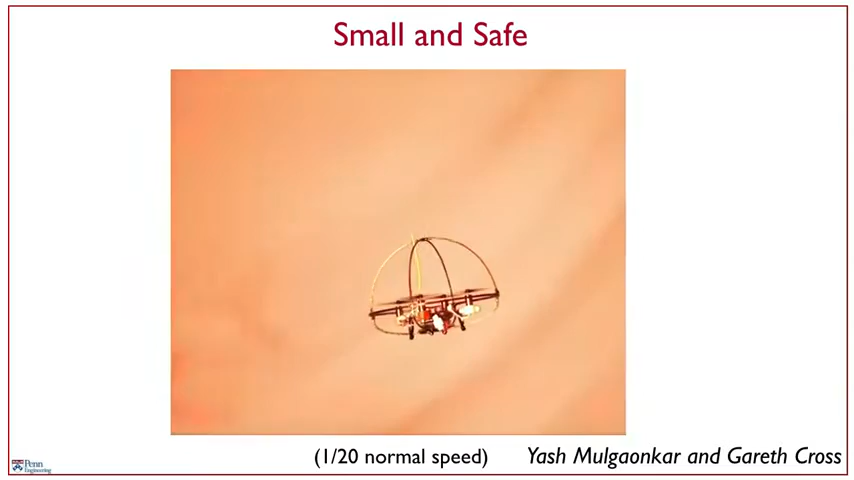 Small and Safe
(1/20 normal speed)
Yash Mulgaonkar and Gareth Cross
Penn
Engineering